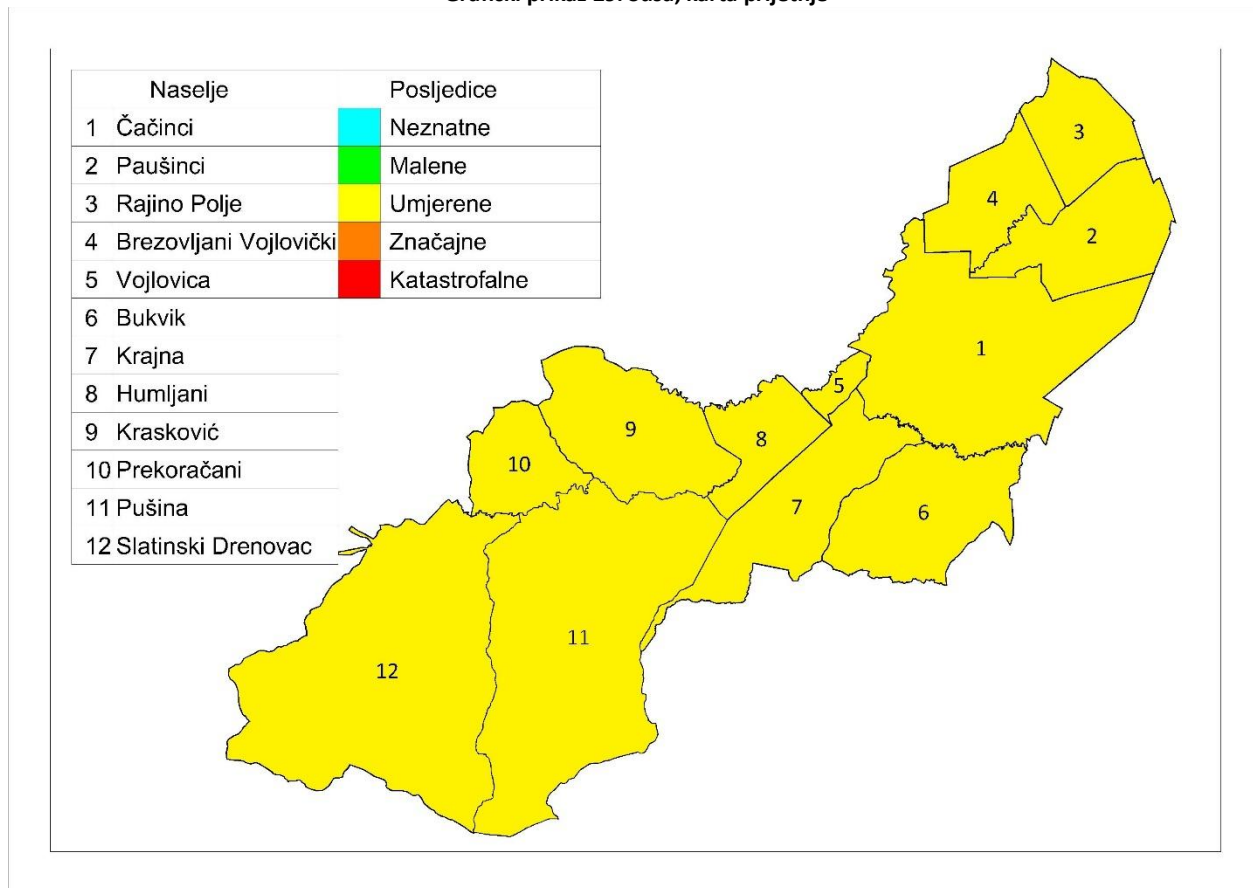 karta prijetnje
Naselje Posljedice
1 Čačinci Neznatne
2 Paušinci Malene
3 Rajino Polje Umjerene
4 Brezovljani Vojlovički Značajne
5 Vojlovica Katastrofalne
6 Bukvik
7 Krajna
8 Humljani
9 Krasković
10 Prekoračani
11 Pušina
12 Slatinski Drenovac
3
4
2
1
5
9
8
10
7
6
11
12